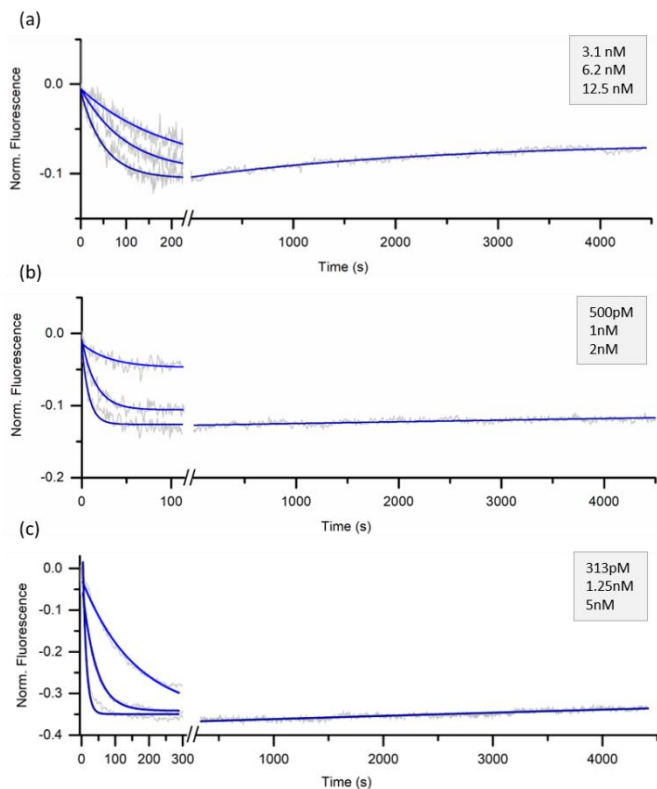 (a)
3.1 nM
6.2 nM
12.5 nM
0.0
-0.1
Norm. Fluorescence
0 100 200 1000 2000 3000 4000
Time (s)
(b)
500pM
1nM
2nM
0.0
-0.1
-0.2
Norm. Fluorescence
0 100 1000 2000 3000 4000
Time (s)
(c)
313pM
1.25nM
5nM
0.0
-0.1
-0.2
-0.3
-0.4
Norm. Fluorescence
0 100 200 300 1000 2000 3000 4000
Time (s)